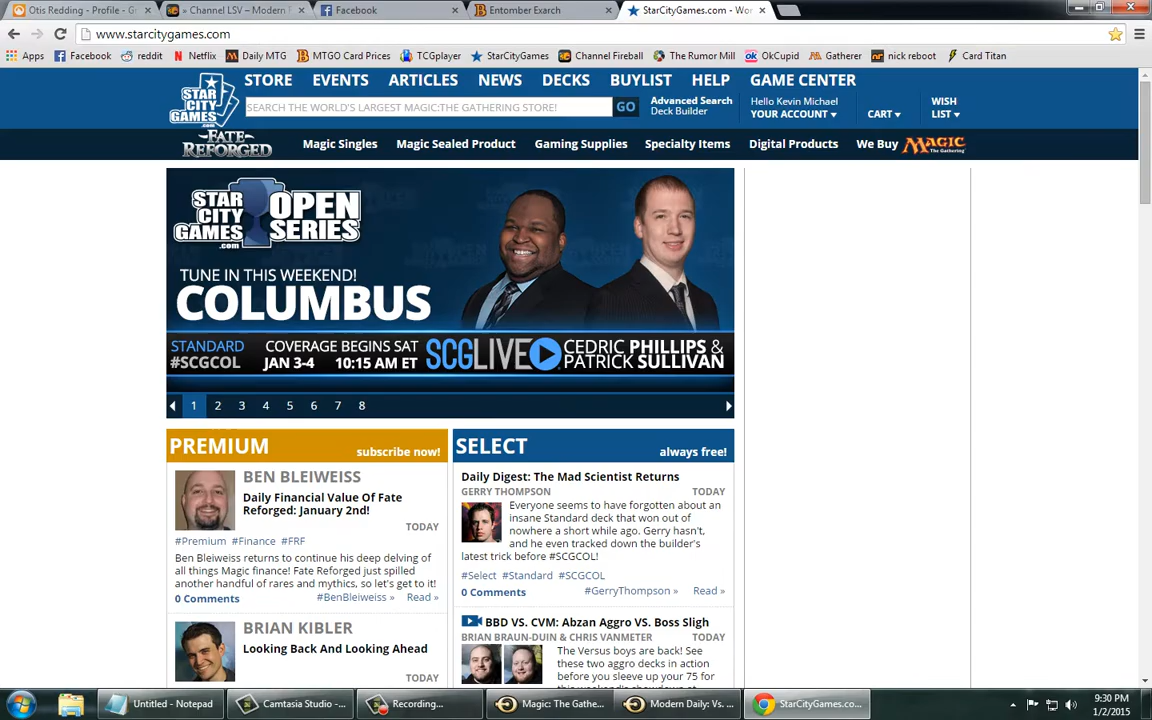 Otis Redding - Profile - Gr
» Channel LSV – Modern
Facebook
Entomber Exarch
StarCityGames.com - Wor
www.starcitygames.com
Apps Facebook reddit Netflix Daily MTG MTGO Card Prices TCGplayer StarCityGames Channel Fireball The Rumor Mill OkCupid Gatherer nick reboot Card Titan
STAR CITY GAMES .com
STORE EVENTS ARTICLES NEWS DECKS BUYLIST HELP GAME CENTER
SEARCH THE WORLD'S LARGEST MAGIC:THE GATHERING STORE!
GO
Advanced Search
Deck Builder
Hello Kevin Michael
YOUR ACCOUNT
CART
WISH
LIST
FATE
REFORGED
Magic Singles Magic Sealed Product Gaming Supplies Specialty Items Digital Products We Buy MAGIC The Gathering
STAR CITY GAMES .com
OPEN SERIES
TUNE IN THIS WEEKEND!
COLUMBUS
STANDARD
#SCGCOL
COVERAGE BEGINS SAT
JAN 3-4 10:15 AM ET
SCGLIVE
CEDRIC PHILLIPS &
PATRICK SULLIVAN
1 2 3 4 5 6 7 8
PREMIUM subscribe now!
BEN BLEIWEISS
Daily Financial Value Of Fate
Reforged: January 2nd!
TODAY
#Premium #Finance #FRF
Ben Bleiweiss returns to continue his deep delving of
all things Magic finance! Fate Reforged just spilled
another handful of rares and mythics, so let's get to it!
0 Comments #BenBleiweiss » Read »
BRIAN KIBLER
Looking Back And Looking Ahead
TODAY
SELECT always free!
Daily Digest: The Mad Scientist Returns
GERRY THOMPSON TODAY
Everyone seems to have forgotten about an
insane Standard deck that won out of
nowhere a short while ago. Gerry hasn't,
and he even tracked down the builder's
latest trick before #SCGCOL!
#Select #Standard #SCGCOL
0 Comments #GerryThompson » Read »
BBD VS. CVM: Abzan Aggro VS. Boss Sligh
BRIAN BRAUN-DUIN & CHRIS VANMETER TODAY
The Versus boys are back! See
these two aggro decks in action
before you sleeve up your 75 for
Untitled - Notepad
Camtasia Studio -...
Recording...
Magic: The Gathe...
Modern Daily: Vs. ...
StarCityGames.co...
9:30 PM
1/2/2015